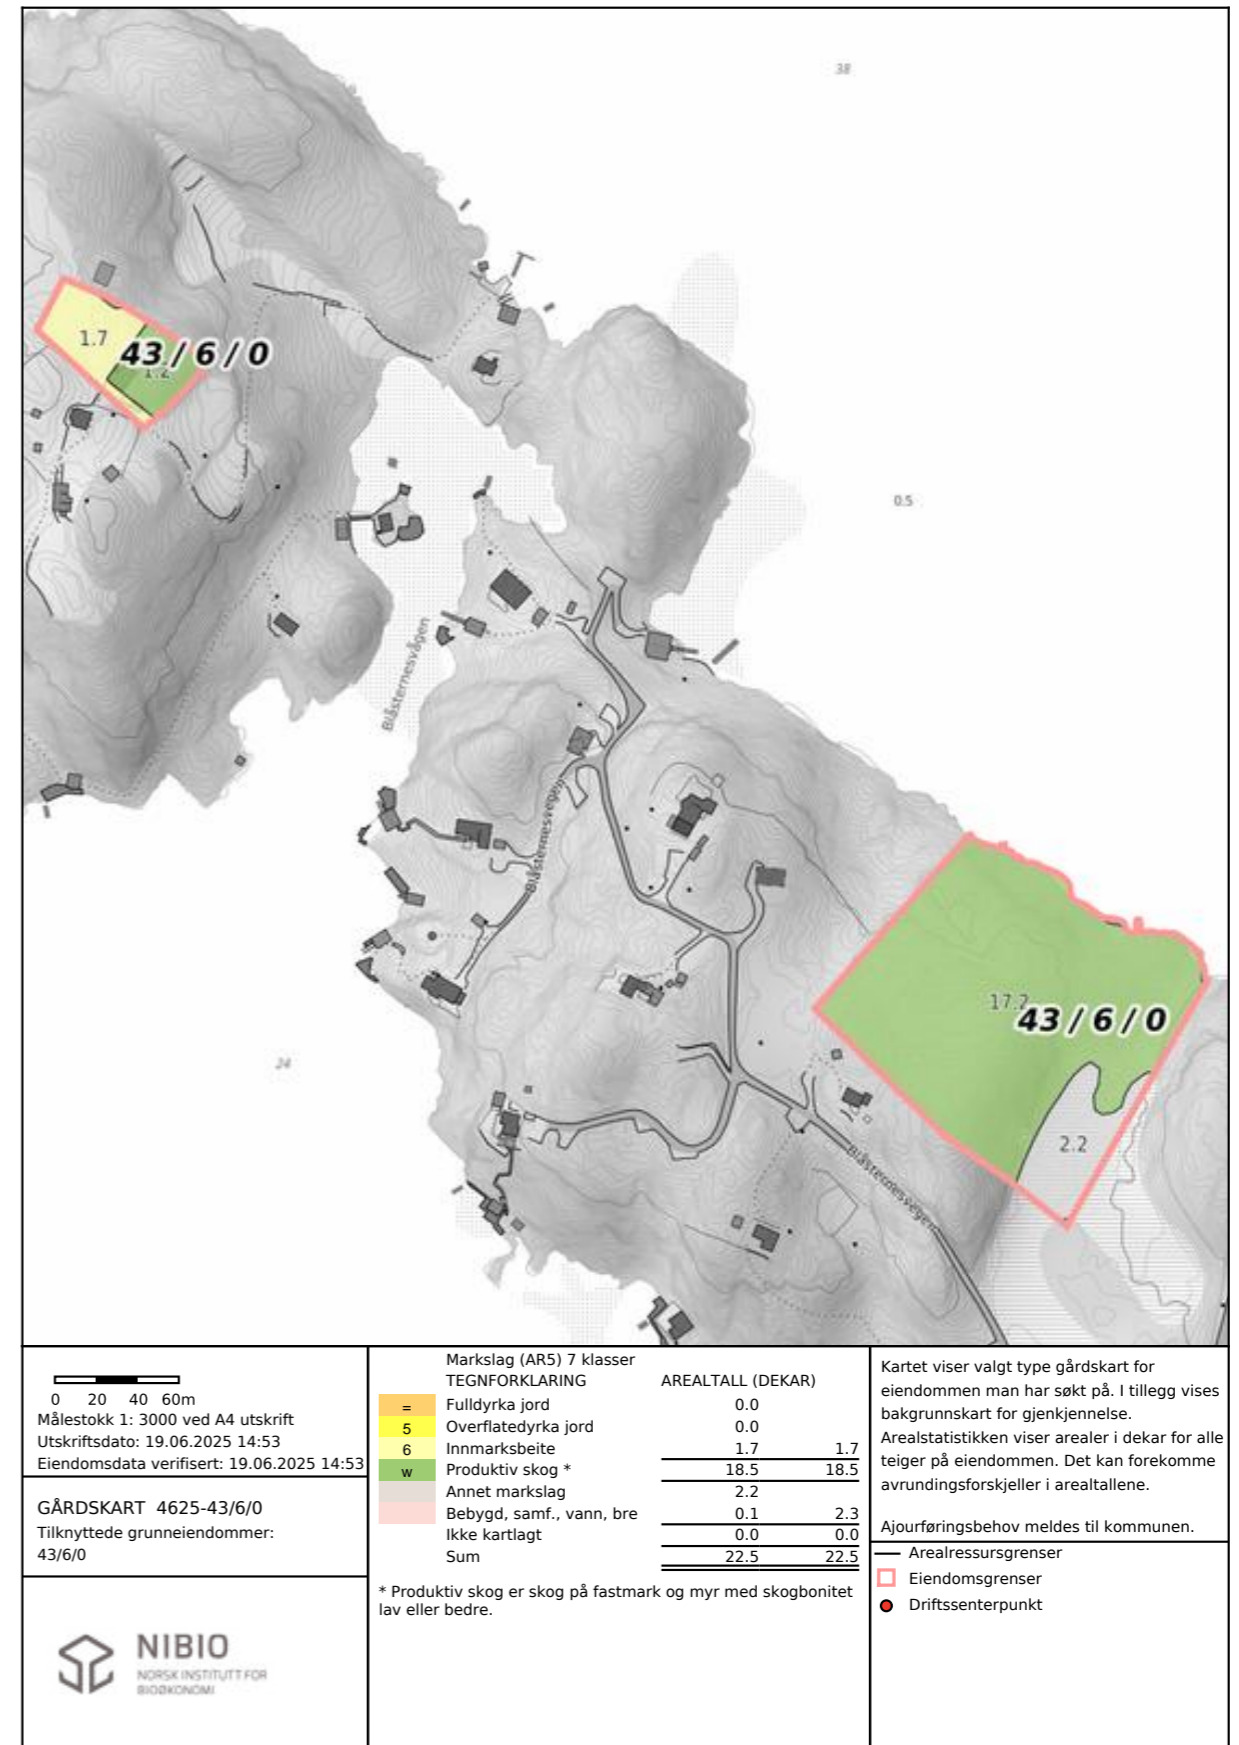 38
1.7
43 / 6 / 0
1.2
0.5
Blåsternesvågen
Blåsternesvegen
17.2
43 / 6 / 0
24
2.2
Blåsternesvegen
0 20 40 60m
Målestokk 1: 3000 ved A4 utskrift
Utskriftsdato: 19.06.2025 14:53
Eiendomsdata verifisert: 19.06.2025 14:53
GÅRDSKART 4625-43/6/0
Tilknyttede grunneiendommer:
43/6/0
NIBIO
NORSK INSTITUTT FOR
BIOØKONOMI
Markslag (AR5) 7 klasser
TEGNFORKLARING AREALTALL (DEKAR)
= Fulldyrka jord 0.0
5 Overflatedyrka jord 0.0
6 Innmarksbeite 1.7 1.7
w Produktiv skog * 18.5 18.5
Annet markslag 2.2
Bebygd, samf., vann, bre 0.1 2.3
Ikke kartlagt 0.0 0.0
Sum 22.5 22.5
* Produktiv skog er skog på fastmark og myr med skogbonitet
lav eller bedre.
Kartet viser valgt type gårdskart for
eiendommen man har søkt på. I tillegg vises
bakgrunnskart for gjenkjennelse.
Arealstatistikken viser arealer i dekar for alle
teiger på eiendommen. Det kan forekomme
avrundingsforskjeller i arealtallene.
Ajourføringsbehov meldes til kommunen.
Arealressursgrenser
Eiendomsgrenser
Driftssenterpunkt